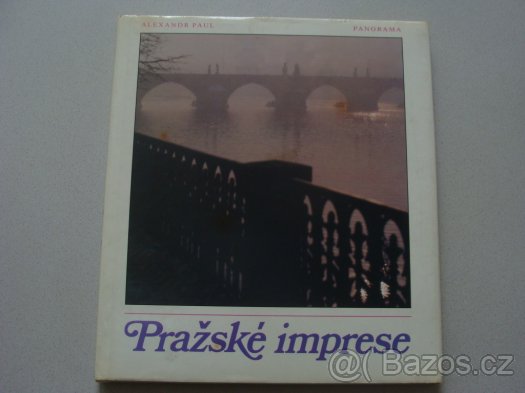 ALEXANDR PAUL PANORAMA
Pražské imprese
@ Bazos.cz